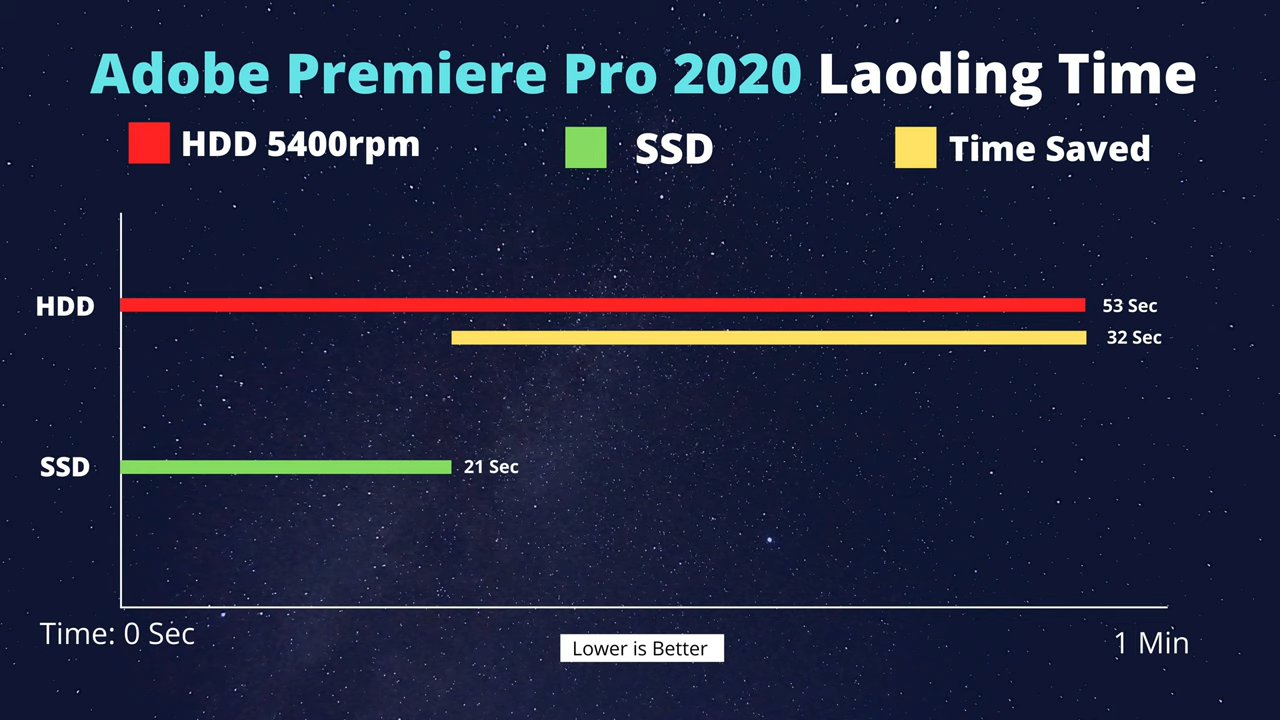 Adobe Premiere Pro 2020 Laoding Time
HDD 5400rpm
SSD
Time Saved
HDD
53 Sec
32 Sec
SSD
21 Sec
Time: 0 Sec
Lower is Better
1 Min